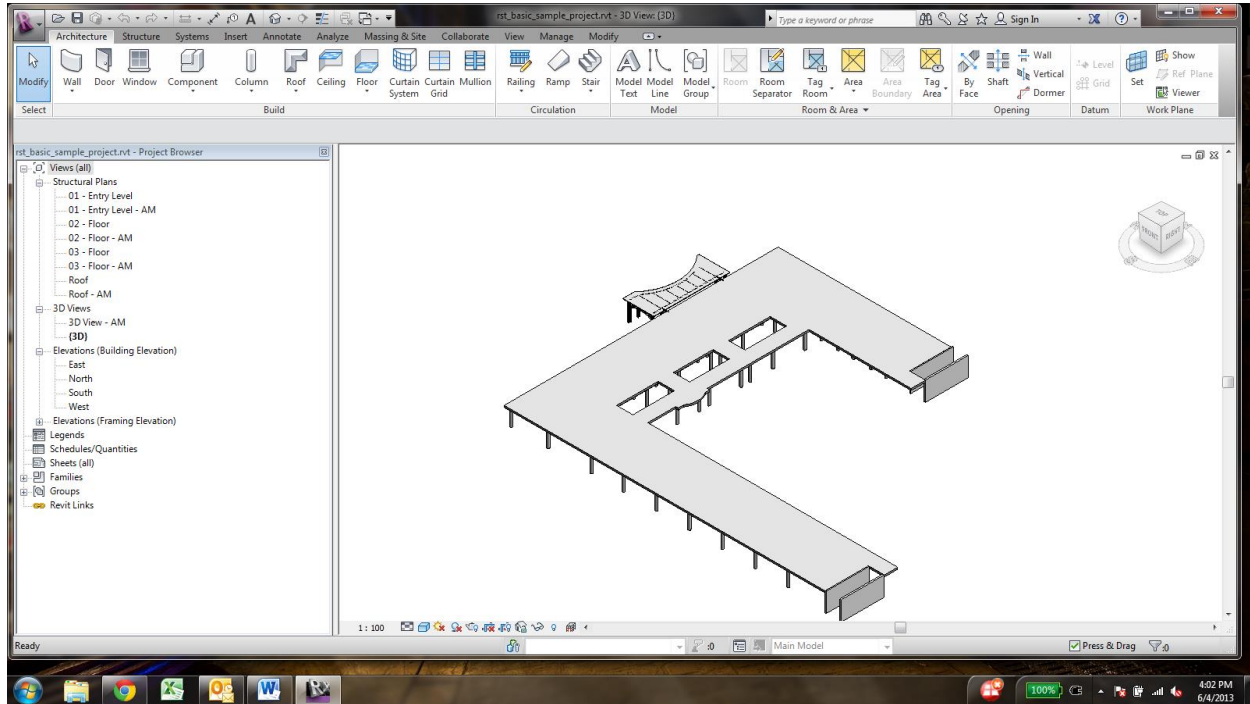 rst_basic_sample_project.rvt - 3D View: {3D}
Type a keyword or phrase
Sign In
Architecture Structure Systems Insert Annotate Analyze Massing & Site Collaborate View Manage Modify
Modify Wall Door Window Component Column Roof Ceiling Floor Curtain System Curtain Grid Mullion Railing Ramp Stair Model Text Model Line Model Group Room Room Separator Tag Room Area Area Boundary Tag Area By Face Shaft Wall Vertical Dormer Level Grid Set Show Ref Plane Viewer
Select Build Circulation Model Room & Area Opening Datum Work Plane
rst_basic_sample_project.rvt - Project Browser
Views (all)
Structural Plans
01 - Entry Level
01 - Entry Level - AM
02 - Floor
02 - Floor - AM
03 - Floor
03 - Floor - AM
Roof
Roof - AM
3D Views
3D View - AM
{3D}
Elevations (Building Elevation)
East
North
South
West
Elevations (Framing Elevation)
Legends
Schedules/Quantities
Sheets (all)
Families
Groups
Revit Links
TOP
FRONT RIGHT
1 : 100
Ready
:0
Main Model
Press & Drag
:0
100%
4:02 PM
6/4/2013